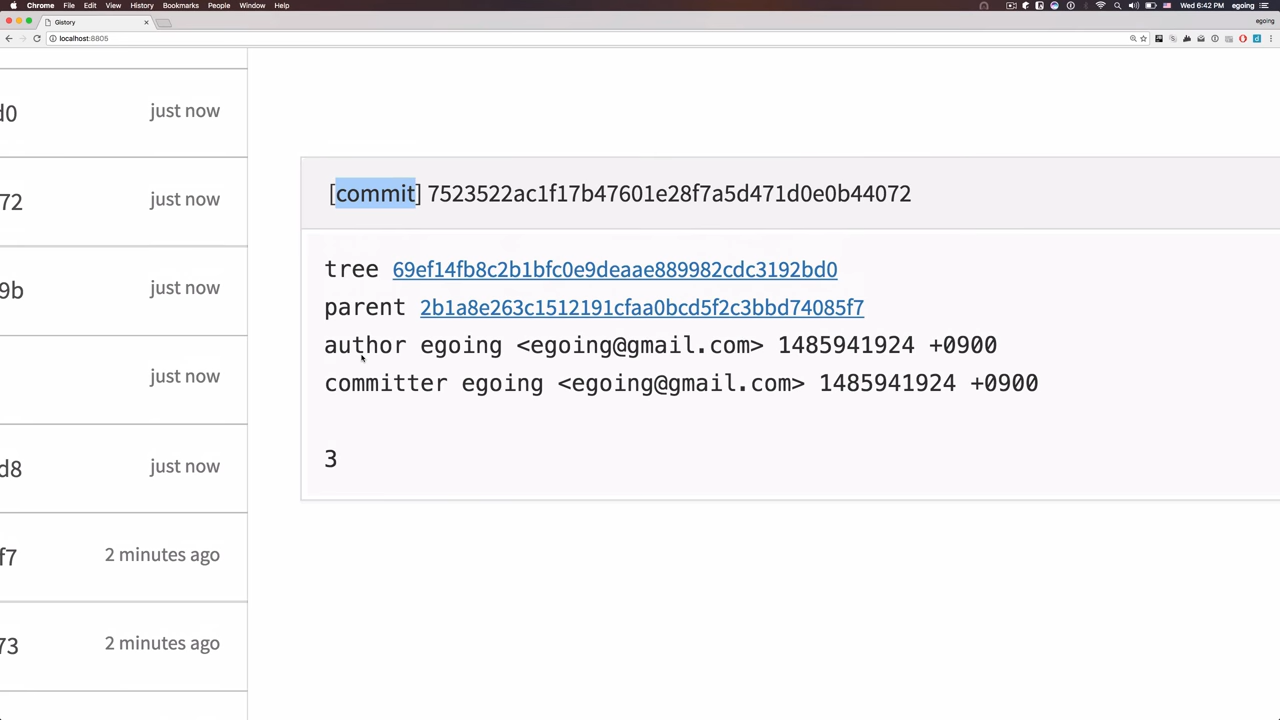 Chrome File Edit View History Bookmarks People Window Help Wed 6:42 PM egoing
Gistory
egoing
localhost:8805
d0 just now
72 just now
9b just now
just now
d8 just now
f7 2 minutes ago
73 2 minutes ago
[commit] 7523522ac1f17b47601e28f7a5d471d0e0b44072
tree 69ef14fb8c2b1bfc0e9deaae889982cdc3192bd0
parent 2b1a8e263c1512191cfaa0bcd5f2c3bbd74085f7
author egoing <egoing@gmail.com> 1485941924 +0900
committer egoing <egoing@gmail.com> 1485941924 +0900
3